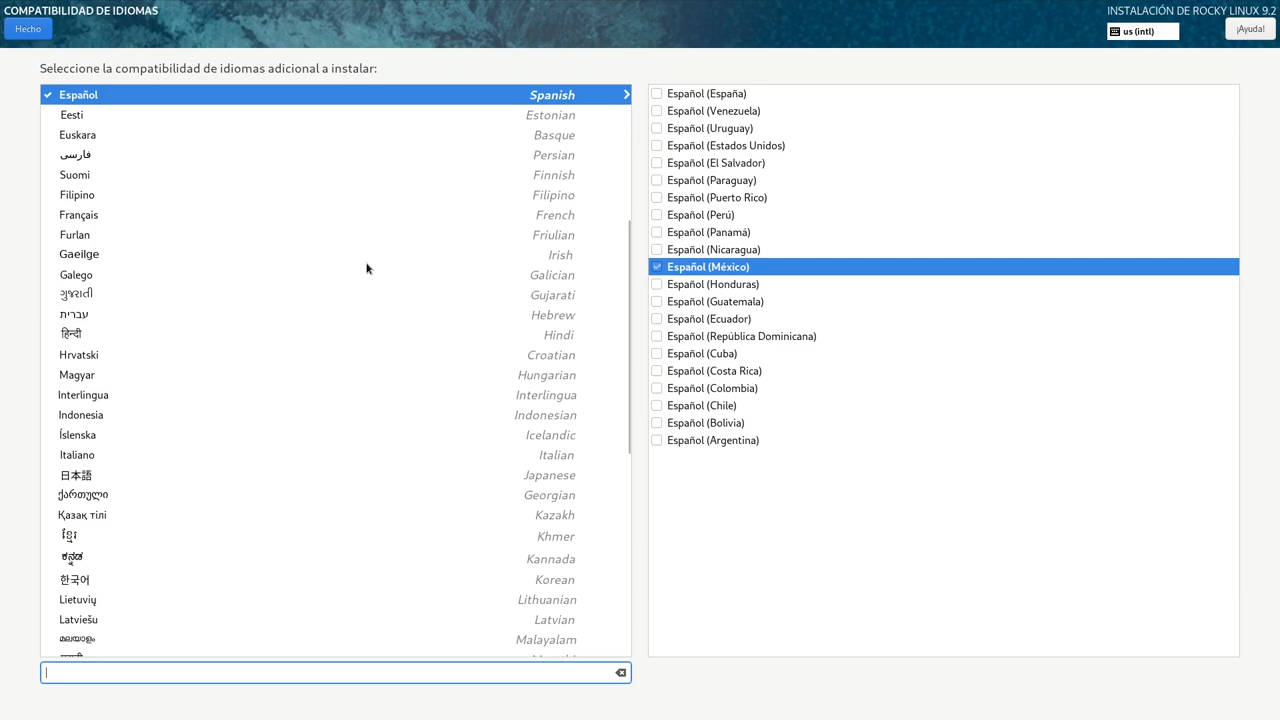 COMPATIBILIDAD DE IDIOMAS
INSTALACIÓN DE ROCKY LINUX 9.2
Hecho
us (intl)
¡Ayuda!
Seleccione la compatibilidad de idiomas adicional a instalar:
Español Spanish
Eesti Estonian
Euskara Basque
فارسی Persian
Suomi Finnish
Filipino Filipino
Français French
Furlan Friulian
Gaeilge Irish
Galego Galician
ગુજરાતી Gujarati
עברית Hebrew
हिन्दी Hindi
Hrvatski Croatian
Magyar Hungarian
Interlingua Interlingua
Indonesia Indonesian
Íslenska Icelandic
Italiano Italian
日本語 Japanese
ქართული Georgian
Қазақ тілі Kazakh
ខ្មែរ Khmer
ಕನ್ನಡ Kannada
한국어 Korean
Lietuvių Lithuanian
Latviešu Latvian
മലയാളം Malayalam
Español (España)
Español (Venezuela)
Español (Uruguay)
Español (Estados Unidos)
Español (El Salvador)
Español (Paraguay)
Español (Puerto Rico)
Español (Perú)
Español (Panamá)
Español (Nicaragua)
Español (México)
Español (Honduras)
Español (Guatemala)
Español (Ecuador)
Español (República Dominicana)
Español (Cuba)
Español (Costa Rica)
Español (Colombia)
Español (Chile)
Español (Bolivia)
Español (Argentina)